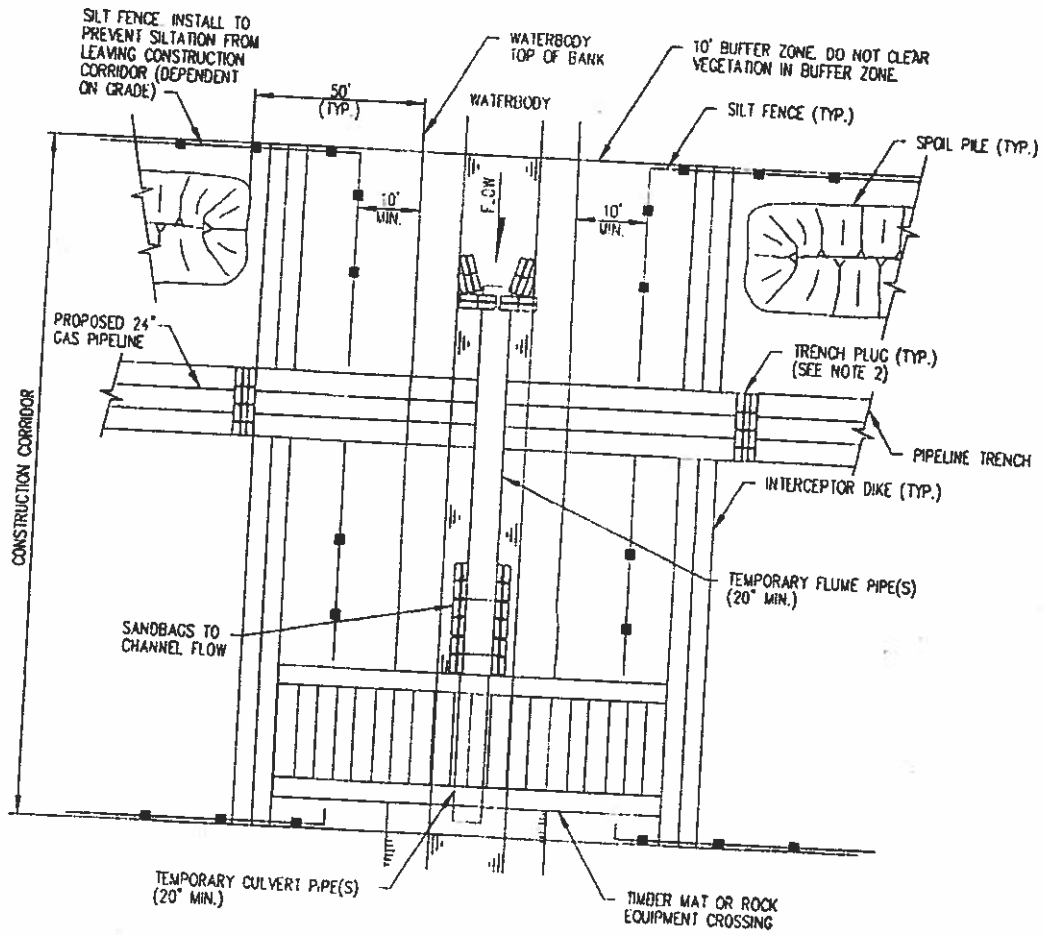 SILT FENCE. INSTALL TO
PREVENT SILTATION FROM
LEAVING CONSTRUCTION
CORRIDOR (DEPENDENT
ON GRADE)
50'
(TYP.)
WATERBODY
TOP OF BANK
WATERBODY
10' BUFFER ZONE. DO NOT CLEAR
VEGETATION IN BUFFER ZONE.
SILT FENCE (TYP.)
SPOIL PILE (TYP.)
10'
MIN.
FLOW
10'
MIN.
PROPOSED 24"
GAS PIPELINE
TRENCH PLUG (TYP.)
(SEE NOTE 2)
PIPELINE TRENCH
INTERCEPTOR DIKE (TYP.)
CONSTRUCTION CORRIDOR
TEMPORARY FLUME PIPE(S)
(20" MIN.)
SANDBAGS TO
CHANNEL FLOW
TEMPORARY CULVERT PIPE(S)
(20" MIN.)
TIMBER MAT OR ROCK
EQUIPMENT CROSSING